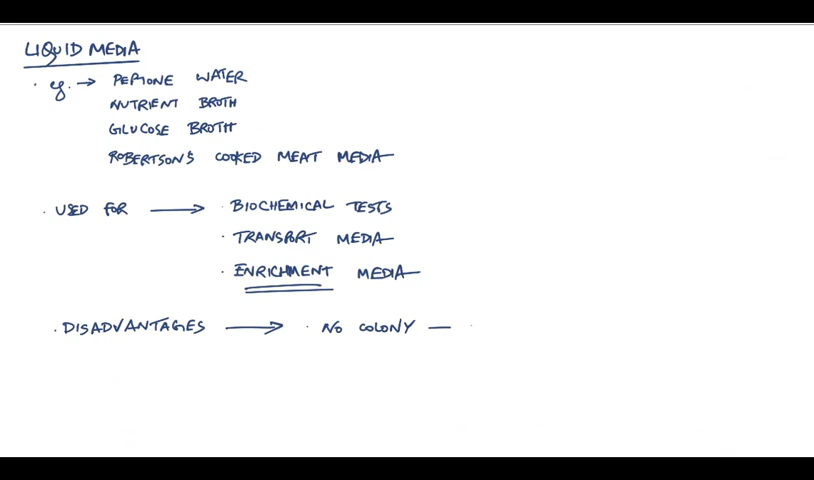 LIQUID MEDIA
· eg. → PEPTONE WATER
NUTRIENT BROTH
GLUCOSE BROTH
ROBERTSON'S COOKED MEAT MEDIA
· USED FOR → · BIOCHEMICAL TESTS
· TRANSPORT MEDIA
· ENRICHMENT MEDIA
· DISADVANTAGES → · NO COLONY —